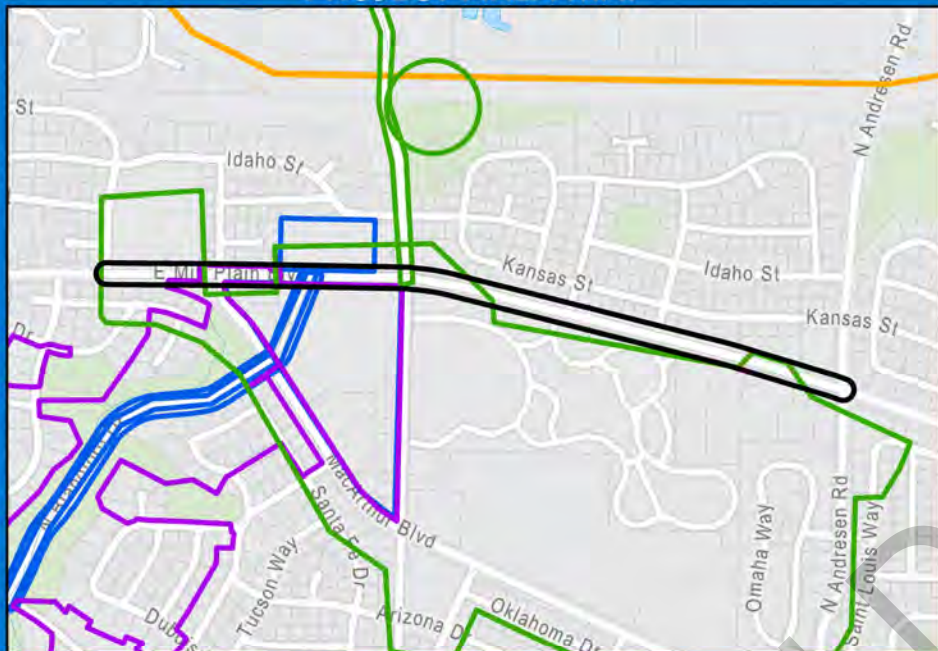 N Andresen Rd
St
Idaho St
E Mill Plain Blvd
Kansas St
Idaho St
Kansas St
Dr
MacArthur Blvd
Santa Fe Dr
Tucson Way
Arizona Dr
Oklahoma Dr
Omaha Way
N Andresen Rd
Saint Louis Way